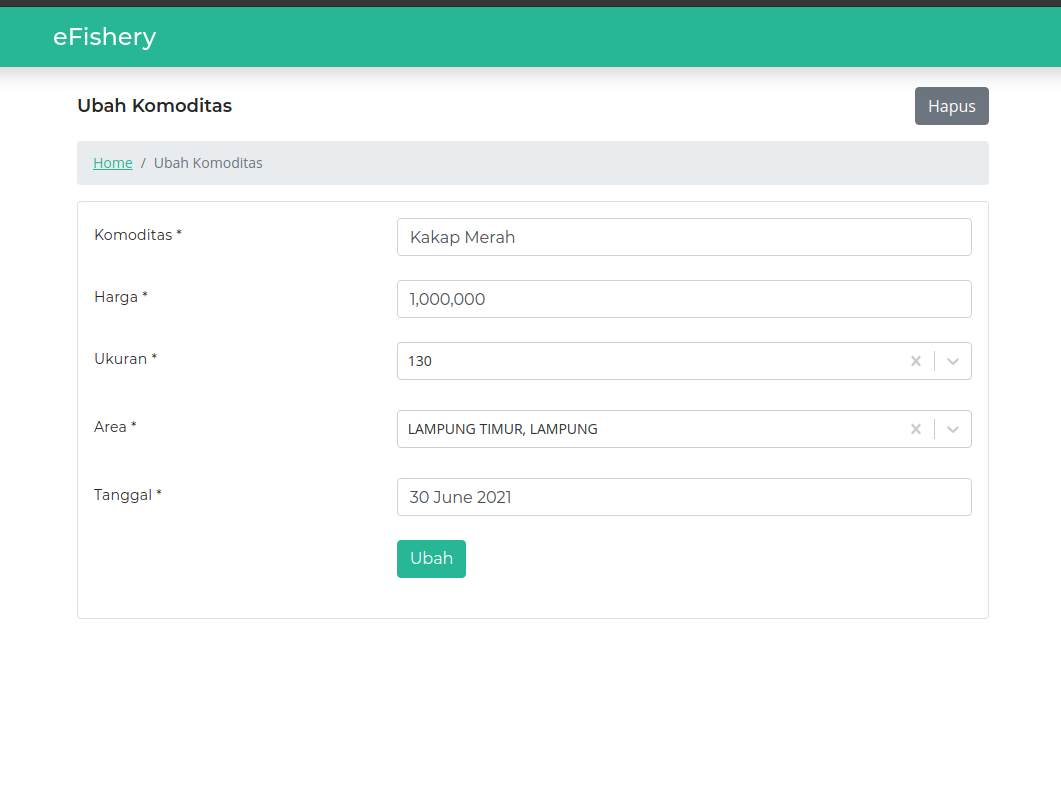 eFishery
Ubah Komoditas
Hapus
Home / Ubah Komoditas
Komoditas * Kakap Merah
Harga * 1,000,000
Ukuran * 130
Area * LAMPUNG TIMUR, LAMPUNG
Tanggal * 30 June 2021
Ubah